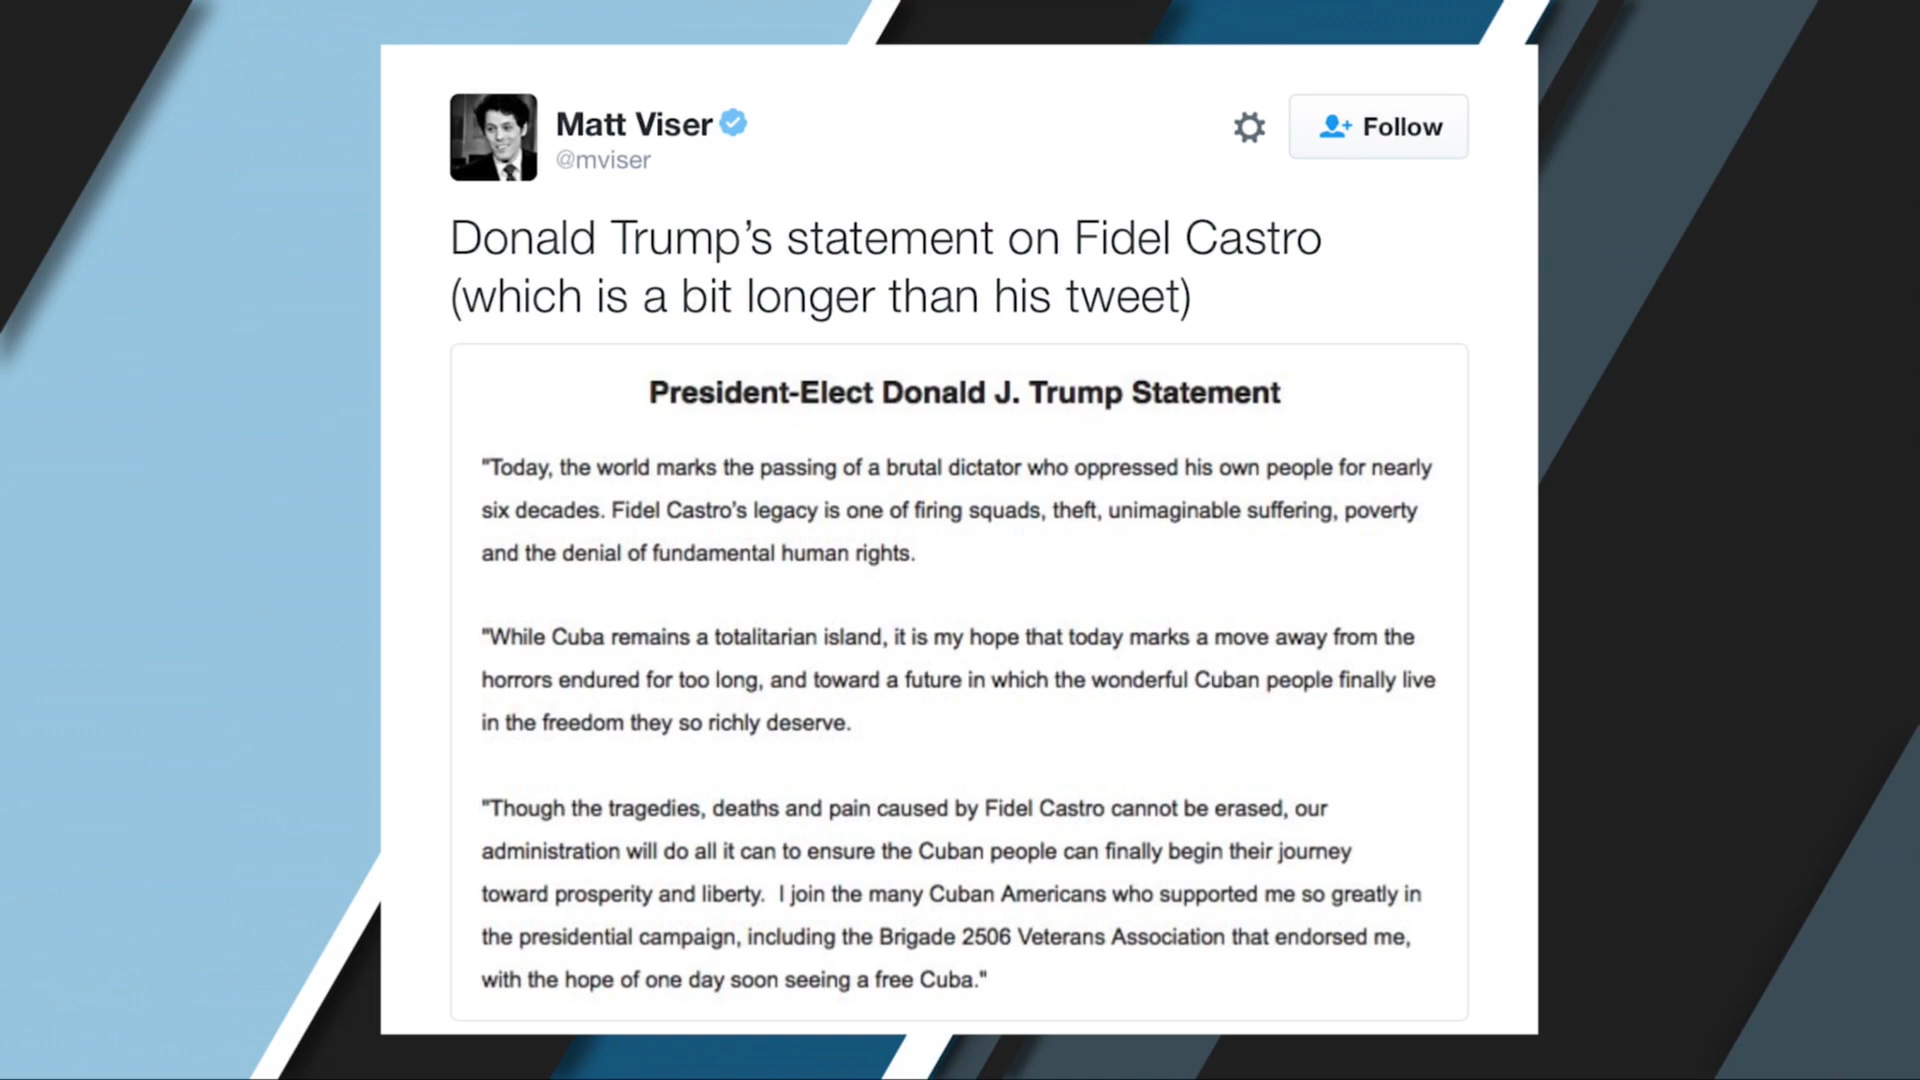 Matt Viser
@mviser
Follow
Donald Trump’s statement on Fidel Castro
(which is a bit longer than his tweet)
President-Elect Donald J. Trump Statement
"Today, the world marks the passing of a brutal dictator who oppressed his own people for nearly
six decades. Fidel Castro's legacy is one of firing squads, theft, unimaginable suffering, poverty
and the denial of fundamental human rights.
"While Cuba remains a totalitarian island, it is my hope that today marks a move away from the
horrors endured for too long, and toward a future in which the wonderful Cuban people finally live
in the freedom they so richly deserve.
"Though the tragedies, deaths and pain caused by Fidel Castro cannot be erased, our
administration will do all it can to ensure the Cuban people can finally begin their journey
toward prosperity and liberty.  I join the many Cuban Americans who supported me so greatly in
the presidential campaign, including the Brigade 2506 Veterans Association that endorsed me,
with the hope of one day soon seeing a free Cuba."